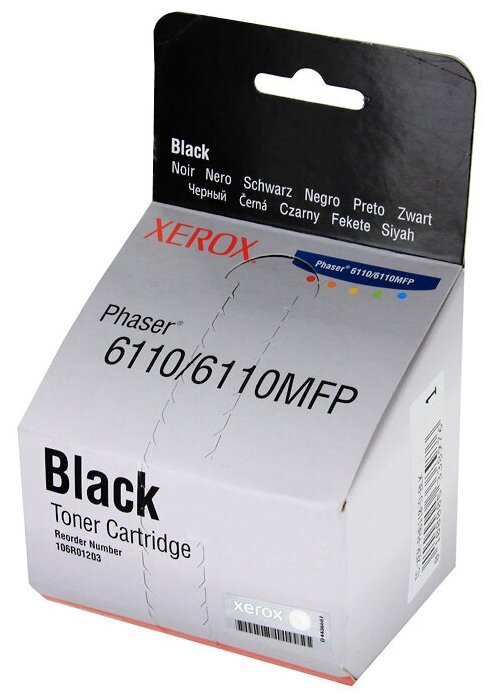 Black
Noir Nero Schwarz Negro Preto Zwart
Черный Černá Czarny Fekete Siyah
XEROX
Phaser® 6110/6110MFP
Phaser®
6110/6110MFP
Black
Toner Cartridge
Reorder Number
106R01203
xerox
1